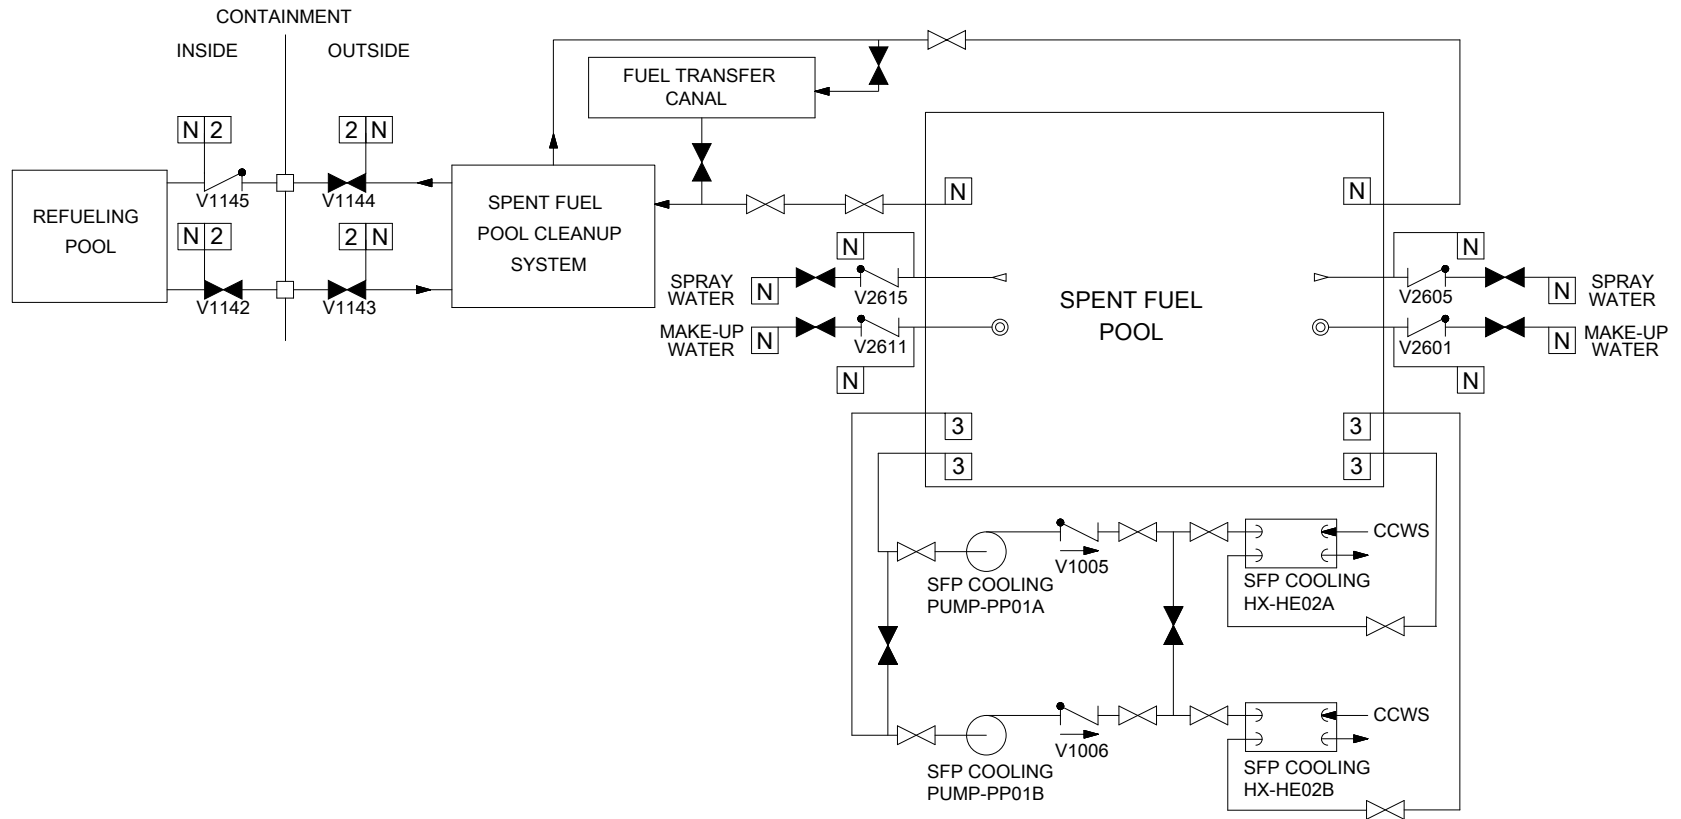 CONTAINMENT
INSIDE
OUTSIDE
N 2
2 N
V1145
V1144
N 2
2 N
V1142
V1143
REFUELING
POOL
SPENT FUEL
POOL CLEANUP
SYSTEM
FUEL TRANSFER
CANAL
N
N
N
SPRAY
WATER
N
V2615
MAKE-UP
WATER
N
V2611
N
SPENT FUEL
POOL
N
V2605
N
SPRAY
WATER
V2601
N
MAKE-UP
WATER
N
3
3
3
3
SFP COOLING
PUMP-PP01A
V1005
CCWS
SFP COOLING
HX-HE02A
SFP COOLING
PUMP-PP01B
V1006
CCWS
SFP COOLING
HX-HE02B